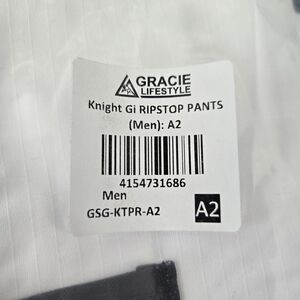 GRACIE
LIFESTYLE
Knight Gi RIPSTOP PANTS
(Men): A2
4154731686
Men
GSG-KTPR-A2
A2